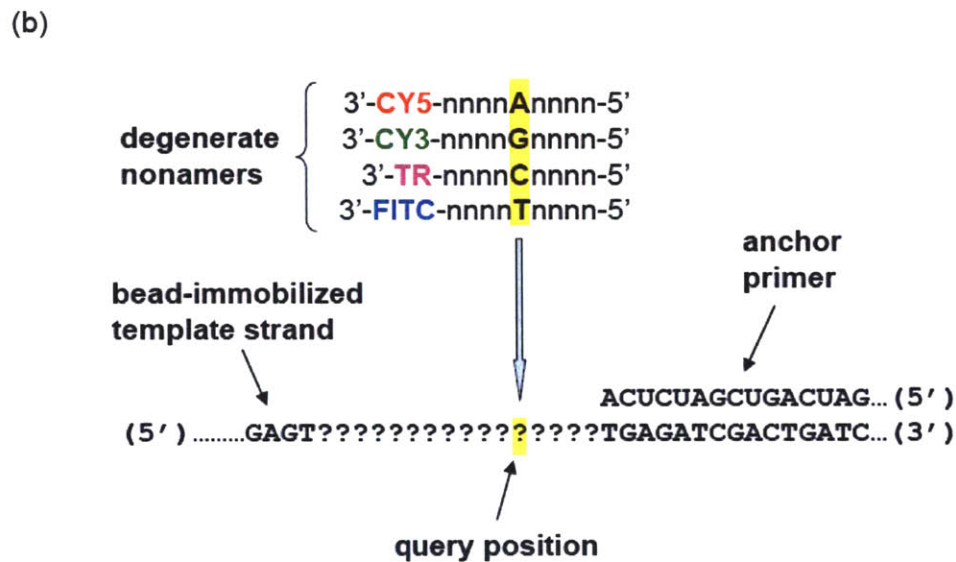 (b)
degenerate
nonamers
3'-CY5-nnnnAnnnn-5'
3'-CY3-nnnnGnnnn-5'
3'-TR-nnnnCnnnn-5'
3'-FITC-nnnnTnnnn-5'
anchor
primer
bead-immobilized
template strand
ACUCUAGCUGACUAG...(5')
(5').........GAGT????????????????TGAGATCGACTGATC...(3')
query position